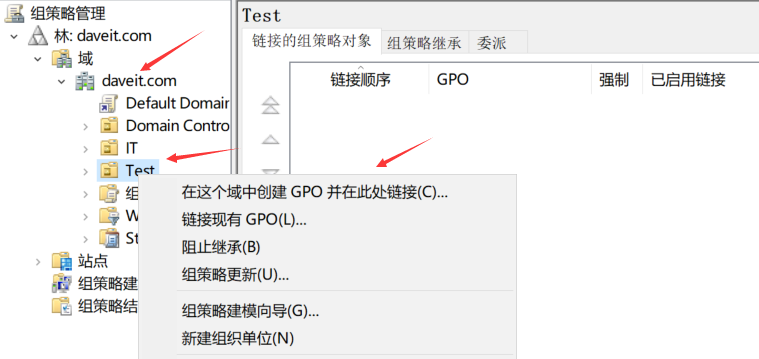 组策略管理
林: daveit.com
域
daveit.com
Default Domain
Domain Contro
IT
Test
组
W
St
站点
组策略建
组策略结
Test
链接的组策略对象
组策略继承
委派
链接顺序
GPO
强制
已启用链接
在这个域中创建 GPO 并在此处链接(C)...
链接现有 GPO(L)...
阻止继承(B)
组策略更新(U)...
组策略建模向导(G)...
新建组织单位(N)